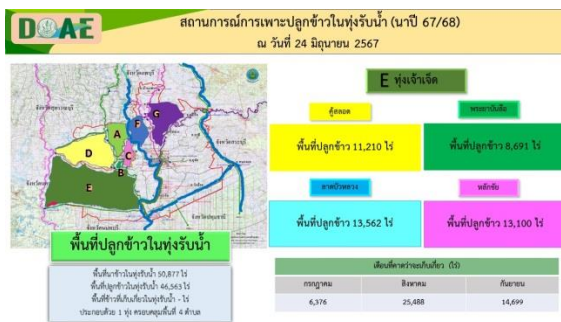 DOAE
สถานการณ์การเพาะปลูกข้าวในทุ่งรับน้ำ (นาปี 67/68)
ณ วันที่ 24 มิถุนายน 2567
E ทุ่งเจ้าเจ็ด
คู้สลอด
พระยาบันลือ
พื้นที่ปลูกข้าว 11,210 ไร่
พื้นที่ปลูกข้าว 8,691 ไร่
ลาดบัวหลวง
หลักชัย
พื้นที่ปลูกข้าว 13,562 ไร่
พื้นที่ปลูกข้าว 13,100 ไร่
A
B
C
D
E
F
G
พื้นที่ปลูกข้าวในทุ่งรับน้ำ
พื้นที่นาข้าวในทุ่งรับน้ำ 50,877 ไร่
พื้นที่ปลูกข้าวในทุ่งรับน้ำ 46,563 ไร่
พื้นที่ข้าวที่เก็บเกี่ยวในทุ่งรับน้ำ - ไร่
ประกอบด้วย 1 ทุ่ง ครอบคลุมพื้นที่ 4 ตำบล
เดือนที่คาดว่าจะเก็บเกี่ยว (ไร่)
กรกฎาคม สิงหาคม กันยายน
6,376 25,488 14,699